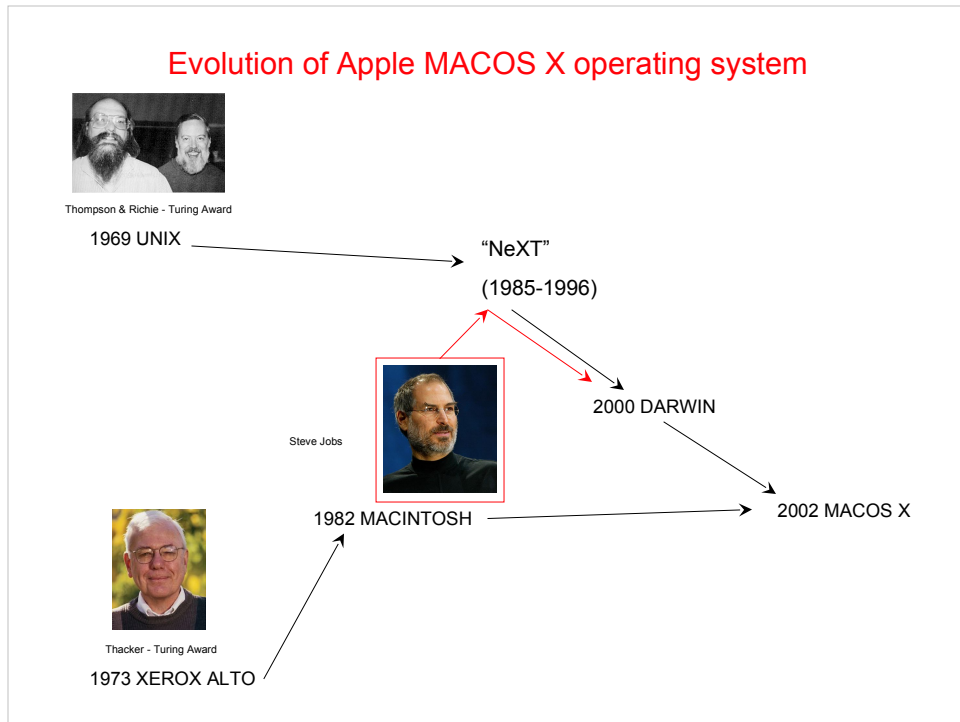 Evolution of Apple MACOS X operating system
Thompson & Richie - Turing Award
1969 UNIX
“NeXT”
(1985-1996)
2000 DARWIN
Steve Jobs
1982 MACINTOSH
2002 MACOS X
Thacker - Turing Award
1973 XEROX ALTO